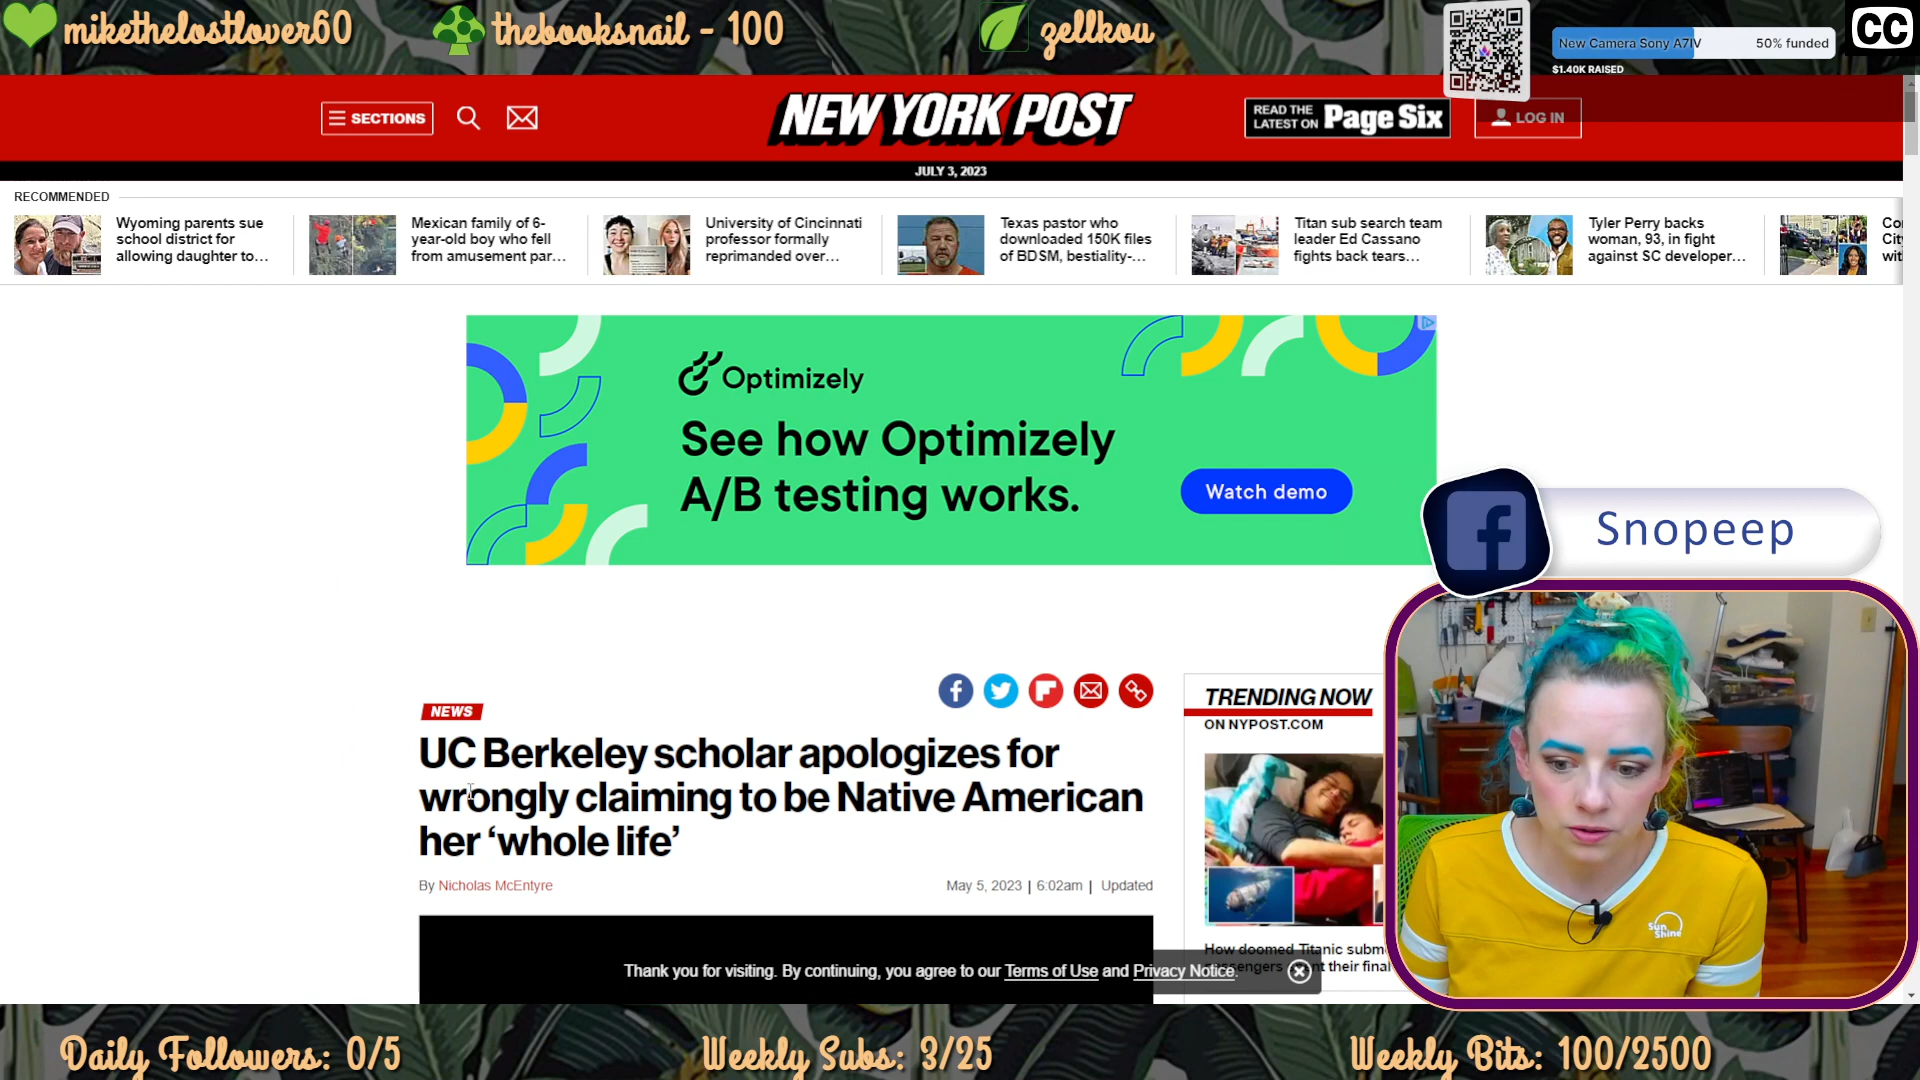 mikethelostlover60
thebooksnail - 100
zellkou
New Camera Sony A7IV 50% funded
$1.40K RAISED
CC
SECTIONS
NEW YORK POST
READ THE LATEST ON Page Six
LOG IN
JULY 3, 2023
RECOMMENDED
Wyoming parents sue
school district for
allowing daughter to...
Mexican family of 6-
year-old boy who fell
from amusement par...
University of Cincinnati
professor formally
reprimanded over...
Texas pastor who
downloaded 150K files
of BDSM, bestiality-...
Titan sub search team
leader Ed Cassano
fights back tears...
Tyler Perry backs
woman, 93, in fight
against SC developer...
Optimizely
See how Optimizely
A/B testing works.
Watch demo
Snopeep
NEWS
UC Berkeley scholar apologizes for
wrongly claiming to be Native American
her ‘whole life’
By Nicholas McEntyre
May 5, 2023 | 6:02am | Updated
TRENDING NOW
ON NYPOST.COM
How doomed Titanic
their final
Thank you for visiting. By continuing, you agree to our Terms of Use and Privacy Notice.
Sun
Shine
Daily Followers: 0/5
Weekly Subs: 3/25
Weekly Bits: 100/2500